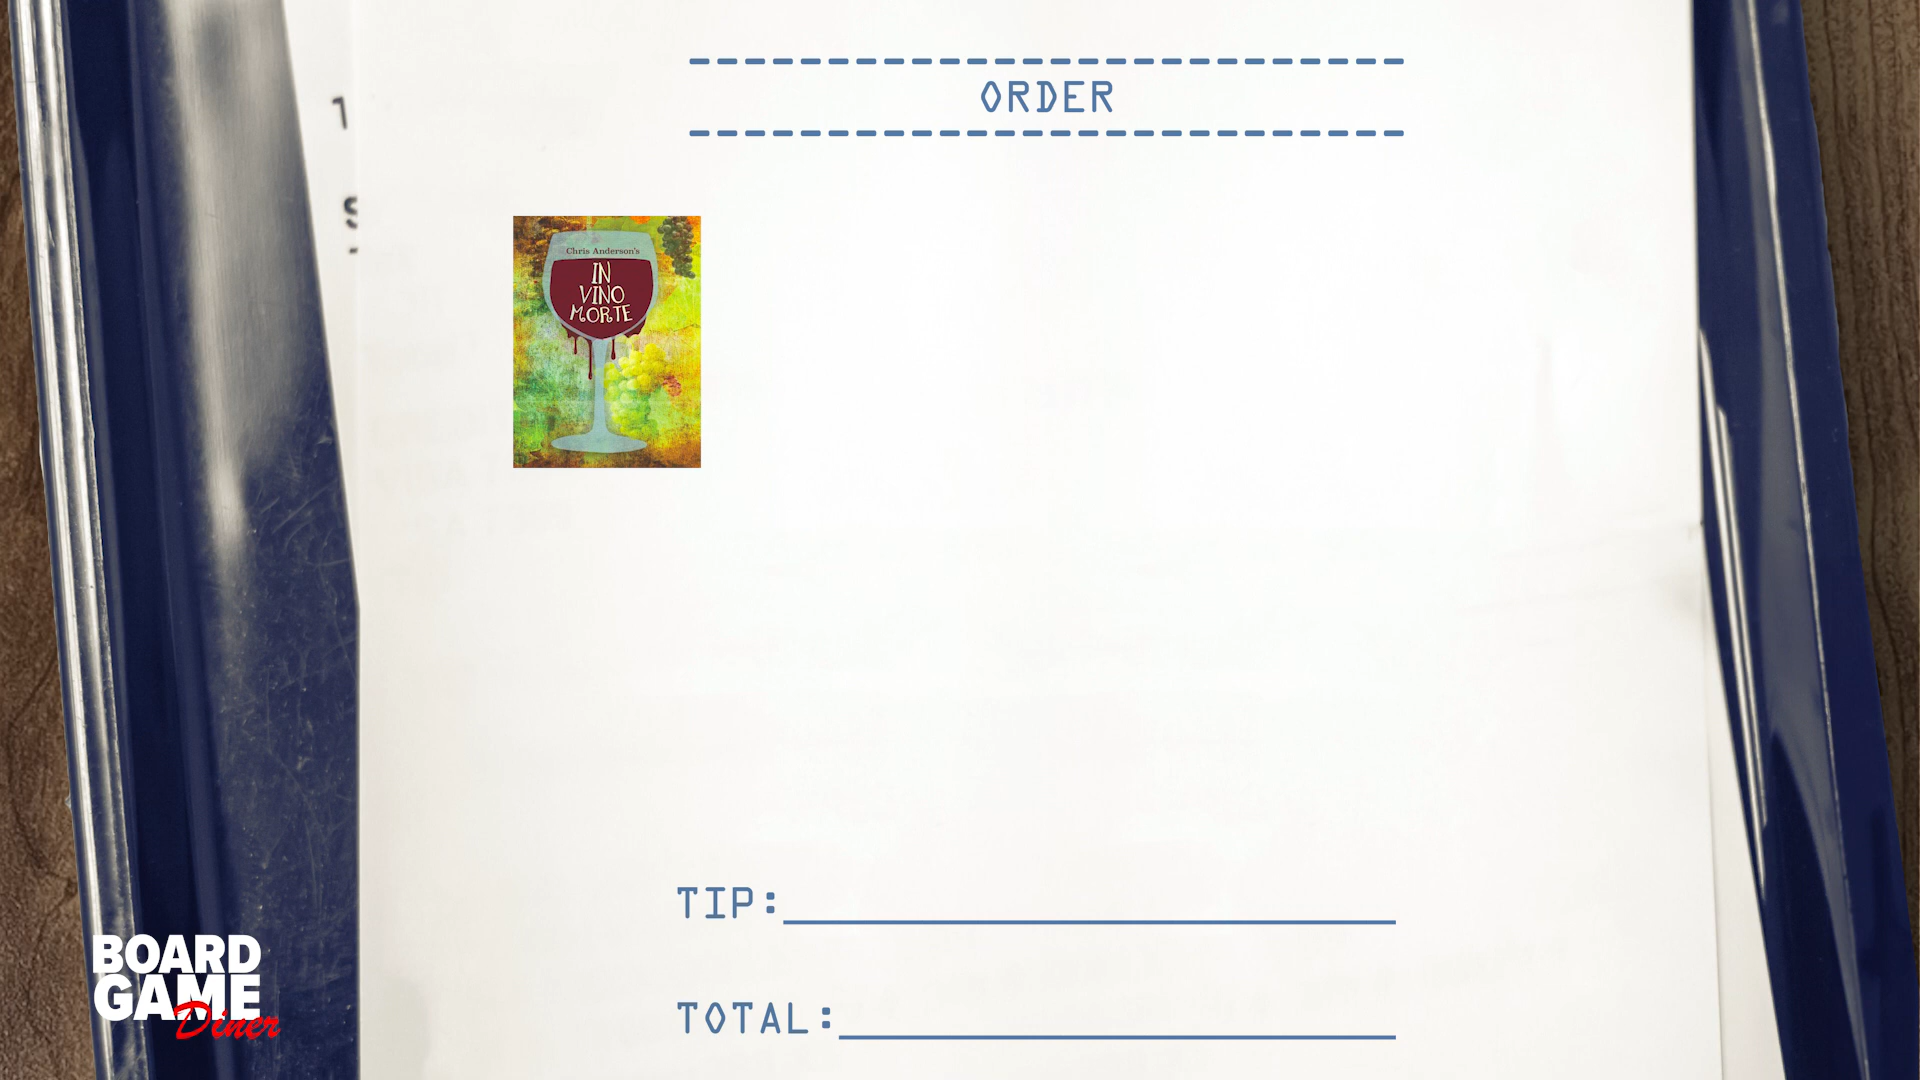 ORDER
Chris Anderson's
IN
VINO
MORTE
TIP:
TOTAL:
BOARD
GAME
Diner